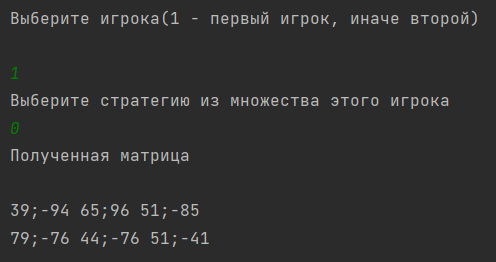 Выберите игрока(1 - первый игрок, иначе второй)
1
Выберите стратегию из множества этого игрока
0
Полученная матрица
39;-94 65;96 51;-85
79;-76 44;-76 51;-41